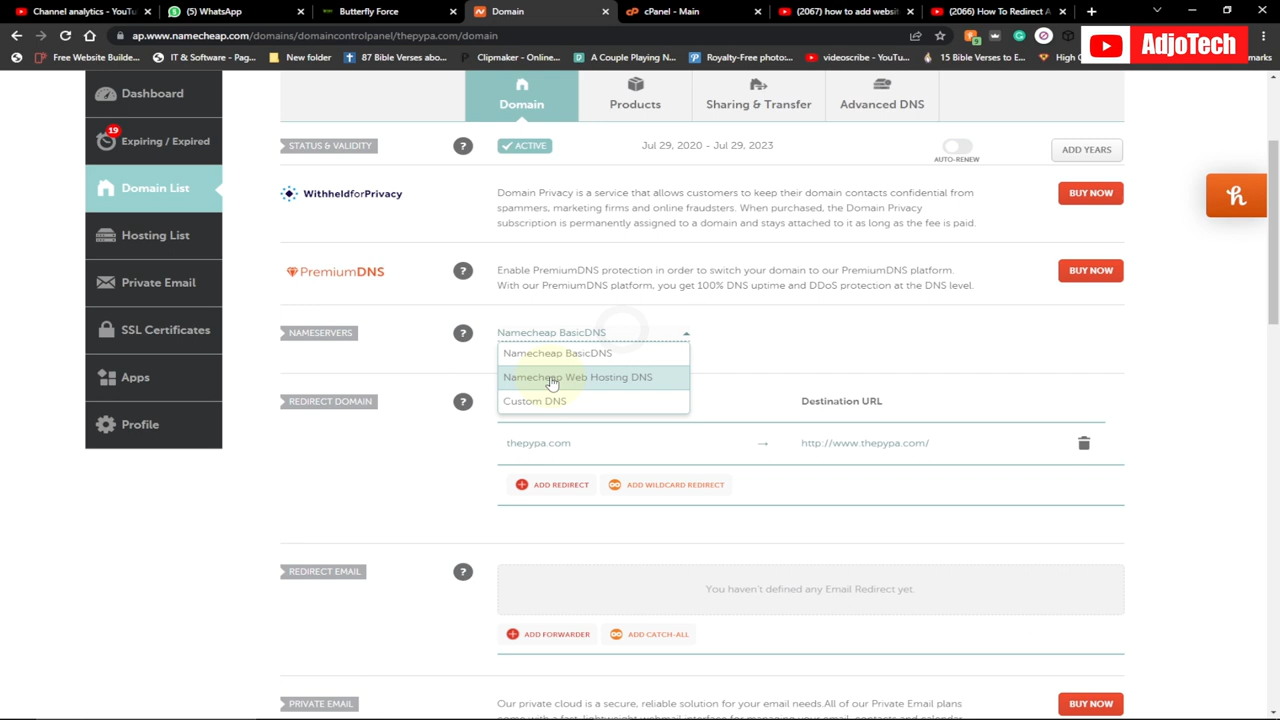 Channel analytics - YouTu
(5) WhatsApp
Butterfly Force
Domain
cPanel - Main
(2067) how to add websit
(2066) How To Redirect A
ap.www.namecheap.com/domains/domaincontrolpanel/thepypa.com/domain
Free Website Builde...
IT & Software - Pag...
New folder
87 Bible Verses abo...
Clipmaker - Online...
A Couple Playing N...
Royalty-Free photo:...
videoscribe - YouTu...
15 Bible Verses to E...
High C
marks
AdjoTech
Dashboard
19
Expiring / Expired
Domain List
Hosting List
Private Email
SSL Certificates
Apps
Profile
Domain
Products
Sharing & Transfer
Advanced DNS
STATUS & VALIDITY
?
ACTIVE
Jul 29, 2020 - Jul 29, 2023
AUTO-RENEW
ADD YEARS
WithheldforPrivacy
?
Domain Privacy is a service that allows customers to keep their domain contacts confidential from
spammers, marketing firms and online fraudsters. When purchased, the Domain Privacy
subscription is permanently assigned to a domain and stays attached to it as long as the fee is paid.
BUY NOW
PremiumDNS
?
Enable PremiumDNS protection in order to switch your domain to our PremiumDNS platform.
With our PremiumDNS platform, you get 100% DNS uptime and DDoS protection at the DNS level.
BUY NOW
NAMESERVERS
?
Namecheap BasicDNS
Namecheap BasicDNS
Namecheap Web Hosting DNS
Custom DNS
REDIRECT DOMAIN
?
Destination URL
thepypa.com
→
http://www.thepypa.com/
ADD REDIRECT
ADD WILDCARD REDIRECT
REDIRECT EMAIL
?
You haven't defined any Email Redirect yet.
ADD FORWARDER
ADD CATCH-ALL
PRIVATE EMAIL
Our private cloud is a secure, reliable solution for your email needs.All of our Private Email plans
BUY NOW